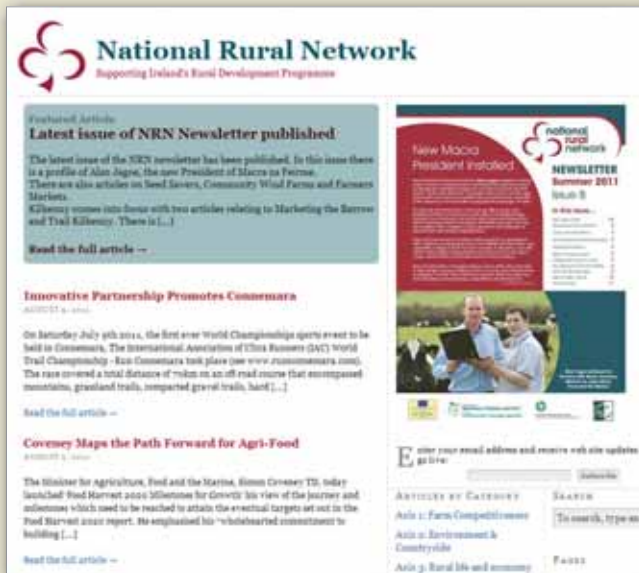 National Rural Network
Supporting Ireland's Rural Development Programme
Featured Article
Latest issue of NRN Newsletter published
The latest issue of the NRN newsletter has been published. In this issue there
is a profile of Alan Jagoe, the new President of Macra na Feirme.
There are also articles on Seed Savers, Community Wind Farms and Farmers
Markets.
Kilkenny comes into focus with two articles relating to Marketing the Barrow
and Trail Kilkenny. There is [...]
Read the full article →
Innovative Partnership Promotes Connemara
On Saturday July 9th 2011, the first ever World Championships sports event to be
held in Connemara, The International Association of Ultra Runners (IAU) World
Trail Championship - Run Connemara took place (see www.runconnemara.com).
The race covered a total distance of 70km on an off road course that encompassed
mountains, grassland trails, compacted gravel trails, hard [...]
Read the full article →
Coveney Maps the Path Forward for Agri-Food
The Minister for Agriculture, Food and the Marine, Simon Coveney TD, today
launched 'Food Harvest 2020 Milestones for Growth' his view of the journey and
milestones which need to be reached to attain the eventual targets set out in the
Food Harvest 2020 report. He emphasised his "wholehearted commitment to
building [...]
Read the full article →
New Macra
President installed
national
rural
network
NEWSLETTER
Summer 2011
Issue 8
In this issue...
Enter your email address and receive web site updates
go live:
Subscribe
Articles by Category
Axis 1: Farm Competitiveness
Axis 2: Environment &
Countryside
Axis 3: Rural life and economy
Search
To search, type an
Pages